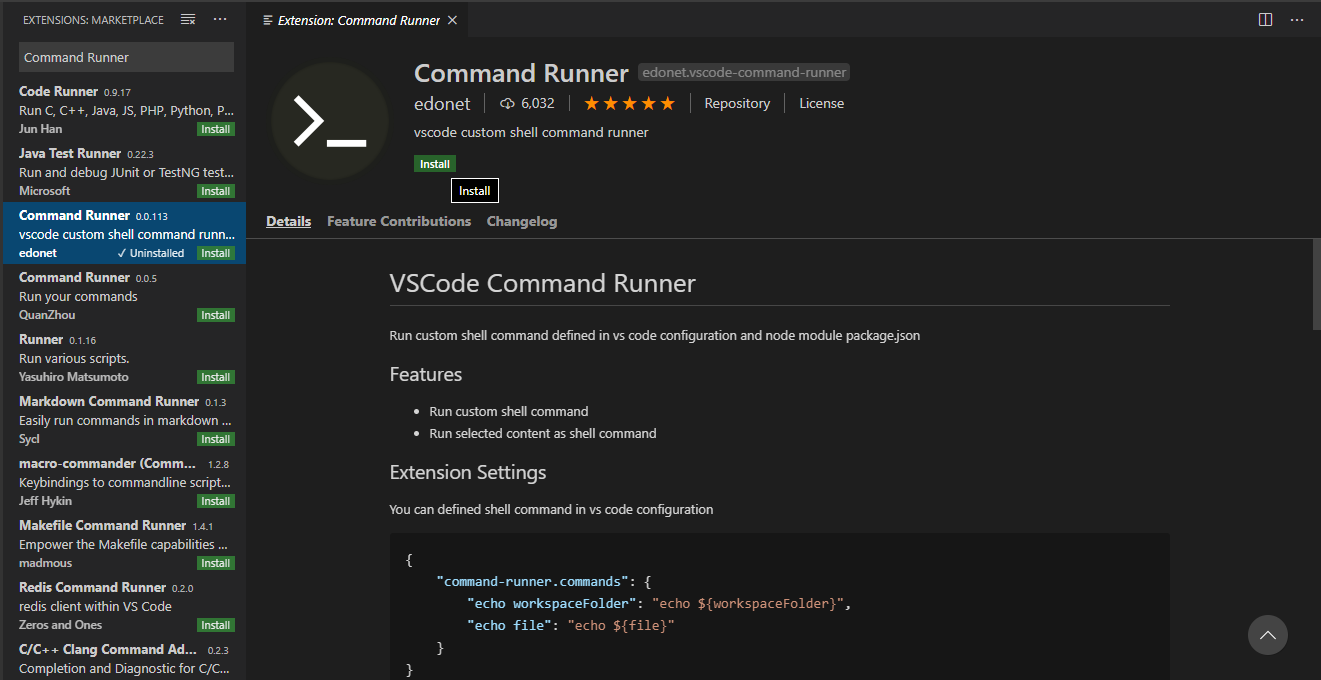 EXTENSIONS: MARKETPLACE
Command Runner
Code Runner 0.9.17
Run C, C++, Java, JS, PHP, Python, P...
Jun Han Install
Java Test Runner 0.22.3
Run and debug JUnit or TestNG test...
Microsoft Install
Command Runner 0.0.113
vscode custom shell command runn...
edonet ✓ Uninstalled Install
Command Runner 0.0.5
Run your commands
QuanZhou Install
Runner 0.1.16
Run various scripts.
Yasuhiro Matsumoto Install
Markdown Command Runner 0.1.3
Easily run commands in markdown ...
Sycl Install
macro-commander (Comm... 1.2.8
Keybindings to commandline script...
Jeff Hykin Install
Makefile Command Runner 1.4.1
Empower the Makefile capabilities ...
madmous Install
Redis Command Runner 0.2.0
redis client within VS Code
Zeros and Ones Install
C/C++ Clang Command Ad... 0.2.3
Completion and Diagnostic for C/C...
Extension: Command Runner
Command Runner edonet.vscode-command-runner
edonet 6,032 Repository License
vscode custom shell command runner
Install
Install
Details Feature Contributions Changelog
VSCode Command Runner
Run custom shell command defined in vs code configuration and node module package.json
Features
• Run custom shell command
• Run selected content as shell command
Extension Settings
You can defined shell command in vs code configuration
{
    "command-runner.commands": {
        "echo workspaceFolder": "echo ${workspaceFolder}",
        "echo file": "echo ${file}"
    }
}